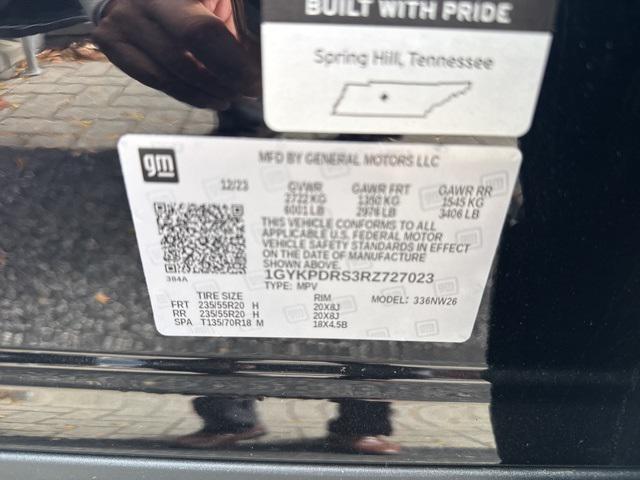 BUILT WITH PRIDE
Spring Hill, Tennessee
gm
MFD BY GENERAL MOTORS LLC
12/23 GVWR GAWR FRT GAWR RR
2722 KG 1350 KG 1545 KG
6001 LB 2976 LB 3406 LB
THIS VEHICLE CONFORMS TO ALL
APPLICABLE U.S. FEDERAL MOTOR
VEHICLE SAFETY STANDARDS IN EFFECT
ON THE DATE OF MANUFACTURE
SHOWN ABOVE.
384A
1GYKPDRS3RZ727023
TYPE: MPV
TIRE SIZE RIM MODEL: 336NW26
FRT 235/55R20 H 20X8J
RR 235/55R20 H 20X8J
SPA T135/70R18 M 18X4.5B